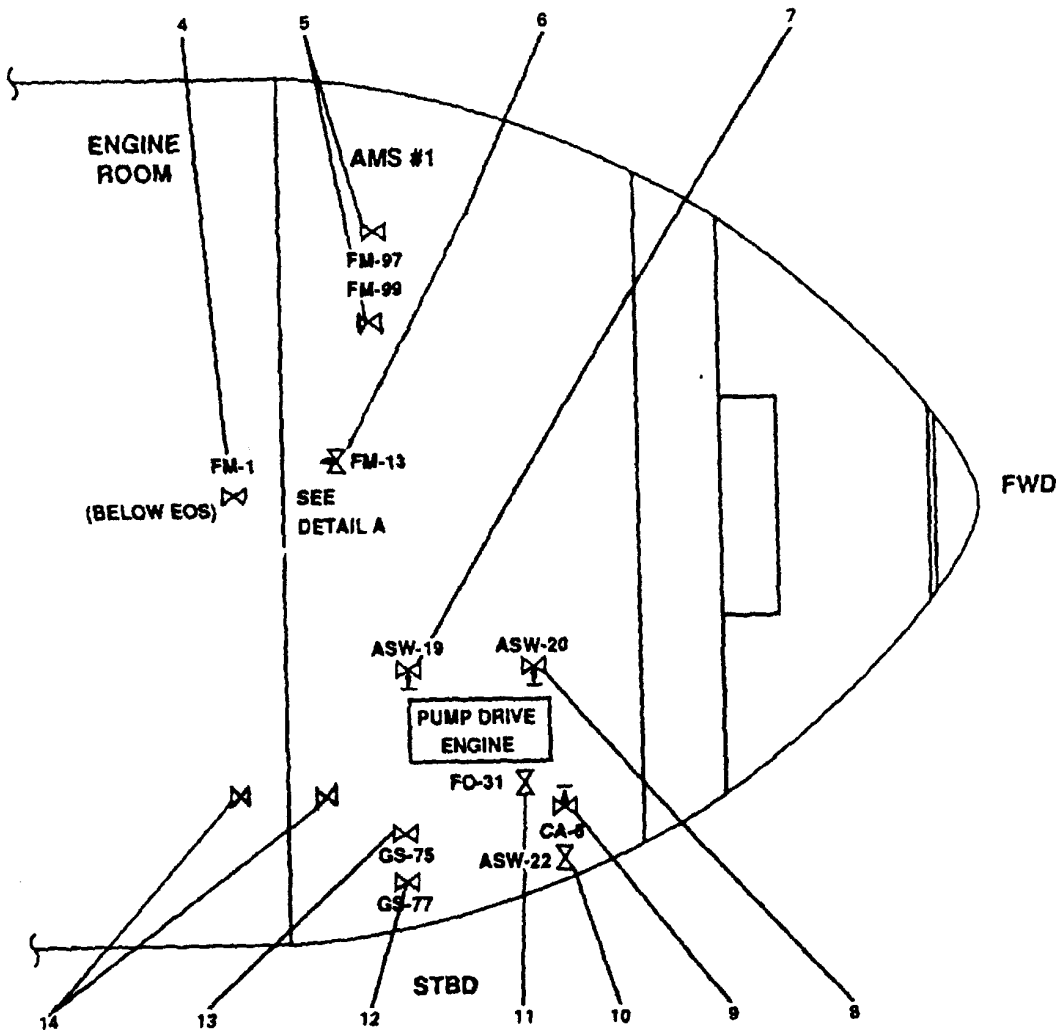 4 5 6 7
ENGINE
ROOM
AMS #1
FM-97
FM-99
FM-1
FM-13
(BELOW EOS)
SEE
DETAIL A
FWD
ASW-19
ASW-20
PUMP DRIVE
ENGINE
FO-31
GS-75
ASW-22
GS-77
STBD
14 13 12 11 10 9 8